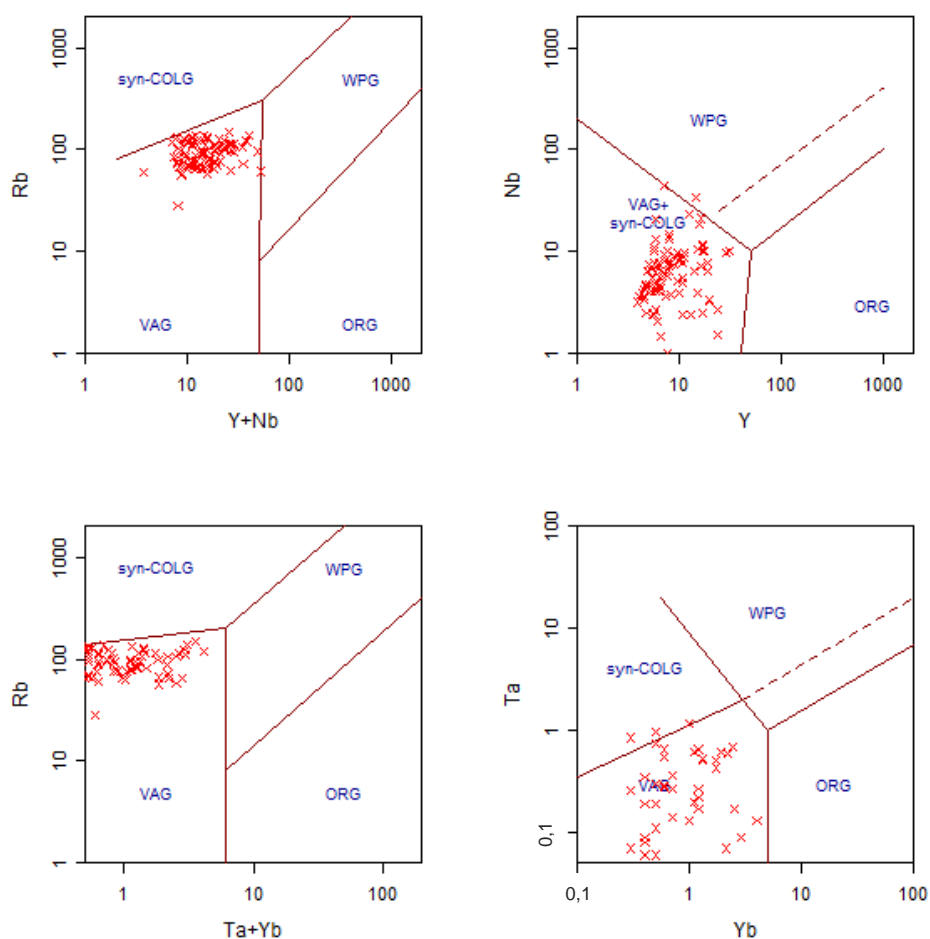 1000
100
10
1
Rb
syn-COLG
WPG
VAG
ORG
1 10 100 1000
Y+Nb
1000
100
10
1
Nb
WPG
VAG+
syn-COLG
ORG
1 10 100 1000
Y
1000
100
10
1
Rb
syn-COLG
WPG
VAG
ORG
1 10 100
Ta+Yb
100
10
1
0,1
Ta
WPG
syn-COLG
ORG
0,1 1 10 100
Yb